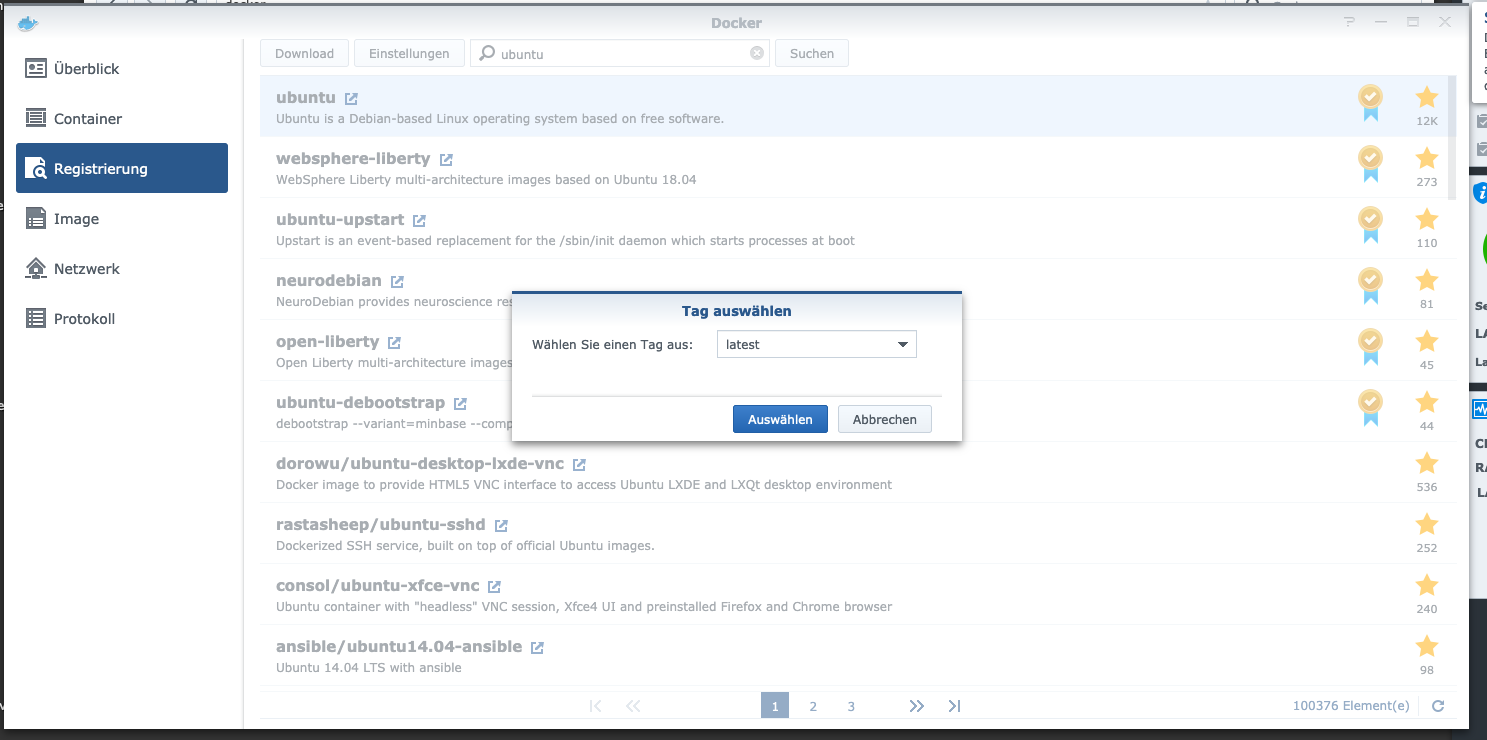 Docker
Überblick
Container
Registrierung
Image
Netzwerk
Protokoll
Download
Einstellungen
ubuntu
Suchen
ubuntu
Ubuntu is a Debian-based Linux operating system based on free software.
12K
websphere-liberty
WebSphere Liberty multi-architecture images based on Ubuntu 18.04
273
ubuntu-upstart
Upstart is an event-based replacement for the /sbin/init daemon which starts processes at boot
110
neurodebian
NeuroDebian provides neuroscience
81
open-liberty
Open Liberty multi-architecture images
45
ubuntu-debootstrap
debootstrap --variant=minbase
44
dorowu/ubuntu-desktop-lxde-vnc
Docker image to provide HTML5 VNC interface to access Ubuntu LXDE and LXQt desktop environment
536
rastasheep/ubuntu-sshd
Dockerized SSH service, built on top of official Ubuntu images.
252
consol/ubuntu-xfce-vnc
Ubuntu container with "headless" VNC session, Xfce4 UI and preinstalled Firefox and Chrome browser
240
ansible/ubuntu14.04-ansible
Ubuntu 14.04 LTS with ansible
98
1 2 3
100376 Element(e)
Tag auswählen
Wählen Sie einen Tag aus:
latest
Auswählen
Abbrechen